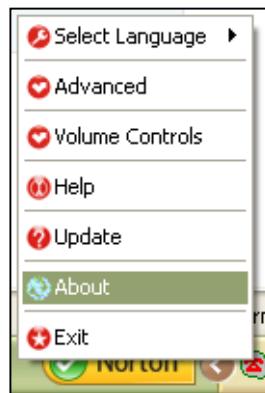 Select Language
Advanced
Volume Controls
Help
Update
About
Exit
Norton